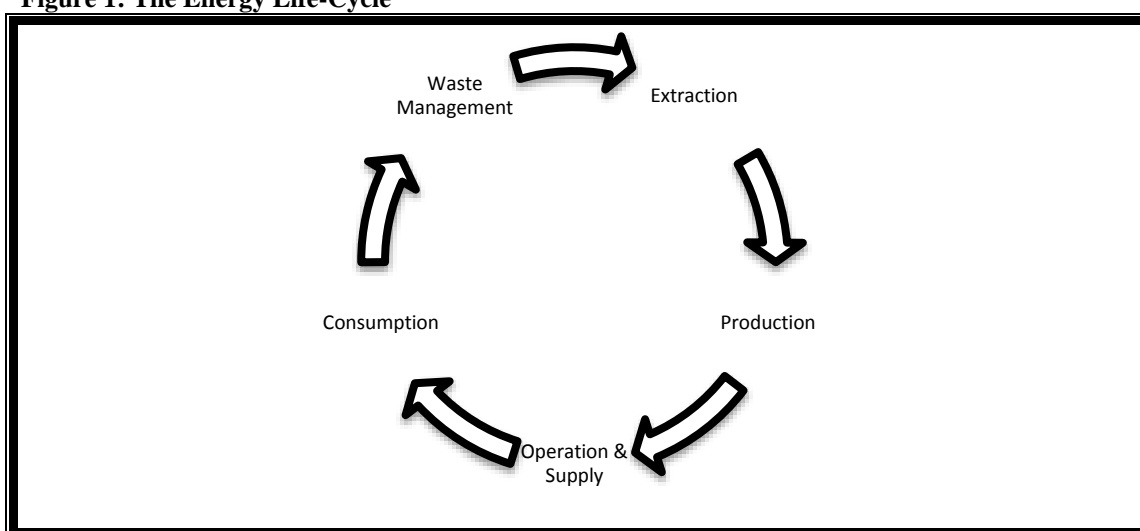 Figure 1: The Energy Life-Cycle
Waste
Management
Extraction
Consumption
Production
Operation &
Supply